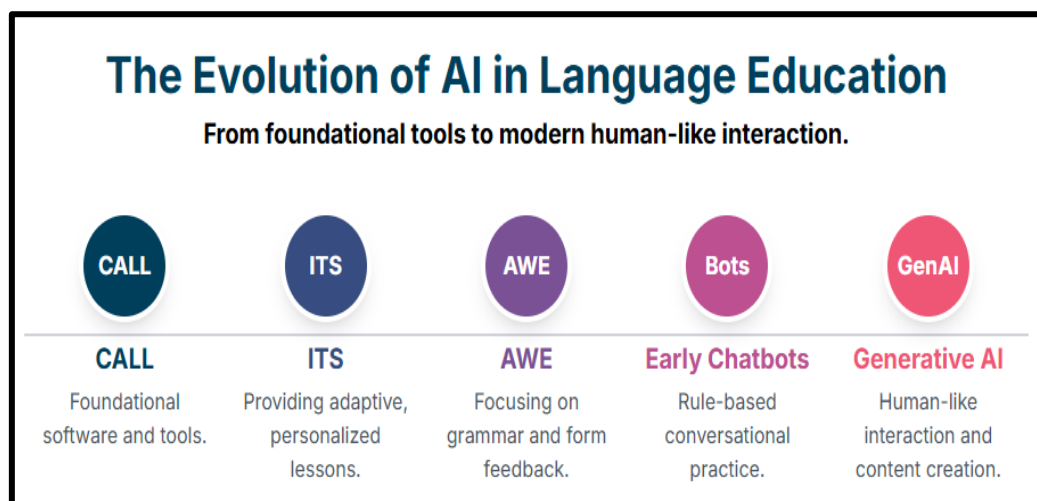 The Evolution of AI in Language Education
From foundational tools to modern human-like interaction.
CALL
ITS
AWE
Bots
GenAI
CALL
Foundational
software and tools.
ITS
Providing adaptive,
personalized
lessons.
AWE
Focusing on
grammar and form
feedback.
Early Chatbots
Rule-based
conversational
practice.
Generative AI
Human-like
interaction and
content creation.